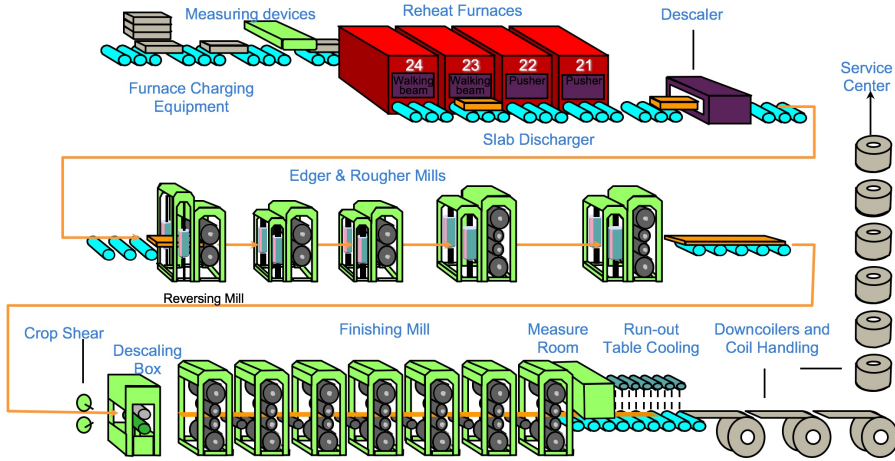 Measuring devices
Reheat Furnaces
Descaler
24
Walking
beam
23
Walking
beam
22
Pusher
21
Pusher
Furnace Charging
Equipment
Slab Discharger
Service
Center
Edger & Rougher Mills
Reversing Mill
Crop Shear
Descaling
Box
Finishing Mill
Measure
Room
Run-out
Table Cooling
Downcoilers and
Coil Handling